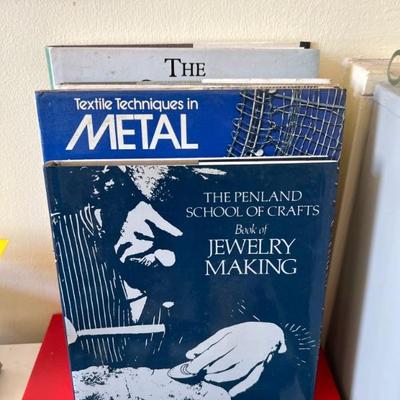 THE
Textile Techniques in
METAL
THE PENLAND
SCHOOL OF CRAFTS
Book of
JEWELRY
MAKING